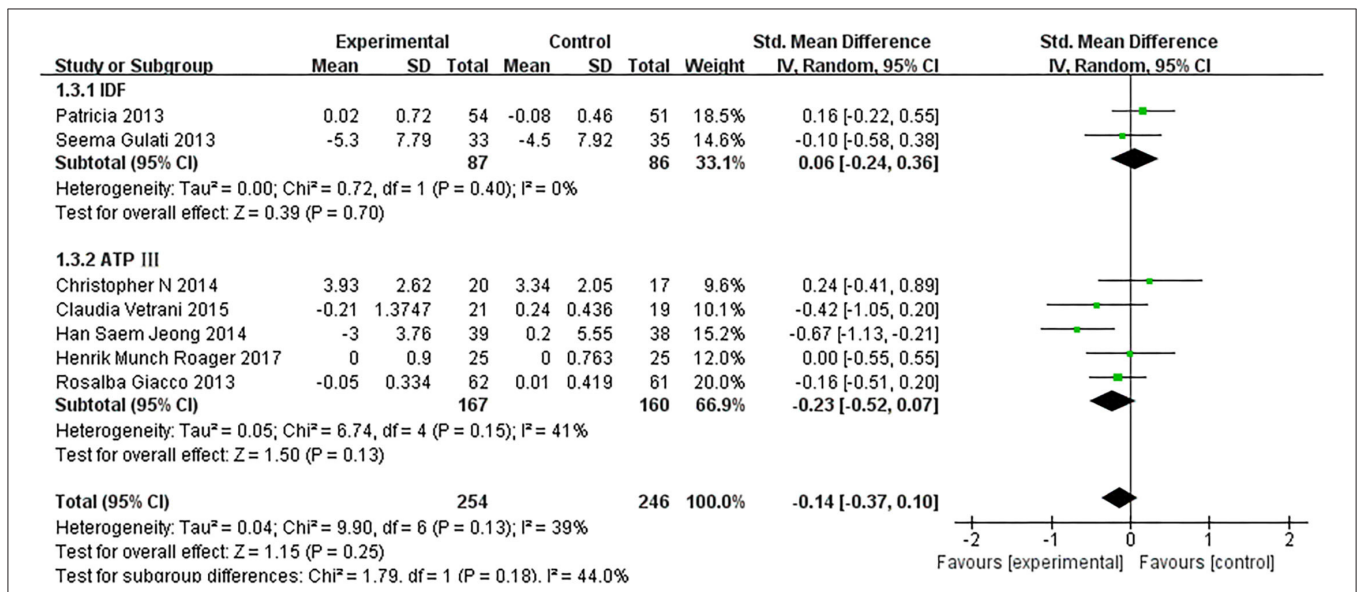 Experimental Control Std. Mean Difference Std. Mean Difference
Study or Subgroup Mean SD Total Mean SD Total Weight IV, Random, 95% CI IV, Random, 95% CI
1.3.1 IDF
Patricia 2013 0.02 0.72 54 -0.08 0.46 51 18.5% 0.16 [-0.22, 0.55]
Seema Gulati 2013 -5.3 7.79 33 -4.5 7.92 35 14.6% -0.10 [-0.58, 0.38]
Subtotal (95% CI) 87 86 33.1% 0.06 [-0.24, 0.36]
Heterogeneity: Tau² = 0.00; Chi² = 0.72, df = 1 (P = 0.40); I² = 0%
Test for overall effect: Z = 0.39 (P = 0.70)
1.3.2 ATP III
Christopher N 2014 3.93 2.62 20 3.34 2.05 17 9.6% 0.24 [-0.41, 0.89]
Claudia Vetrani 2015 -0.21 1.3747 21 0.24 0.436 19 10.1% -0.42 [-1.05, 0.20]
Han Saem Jeong 2014 -3 3.76 39 0.2 5.55 38 15.2% -0.67 [-1.13, -0.21]
Henrik Munch Roager 2017 0 0.9 25 0 0.763 25 12.0% 0.00 [-0.55, 0.55]
Rosalba Giacco 2013 -0.05 0.334 62 0.01 0.419 61 20.0% -0.16 [-0.51, 0.20]
Subtotal (95% CI) 167 160 66.9% -0.23 [-0.52, 0.07]
Heterogeneity: Tau² = 0.05; Chi² = 6.74, df = 4 (P = 0.15); I² = 41%
Test for overall effect: Z = 1.50 (P = 0.13)
Total (95% CI) 254 246 100.0% -0.14 [-0.37, 0.10]
Heterogeneity: Tau² = 0.04; Chi² = 9.90, df = 6 (P = 0.13); I² = 39%
Test for overall effect: Z = 1.15 (P = 0.25)
Test for subgroup differences: Chi² = 1.79, df = 1 (P = 0.18), I² = 44.0%
-2 -1 0 1 2
Favours [experimental] Favours [control]